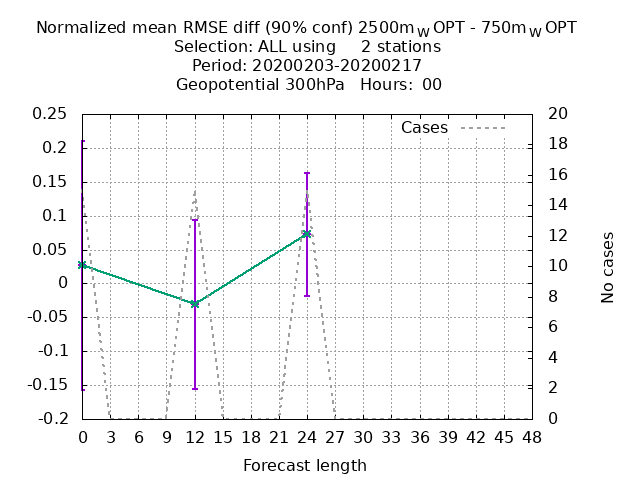 Normalized mean RMSE diff (90% conf) 2500m_W OPT - 750m_W OPT
Selection: ALL using 2 stations
Period: 20200203-20200217
Geopotential 300hPa Hours: 00
Cases
0.25
0.2
0.15
0.1
0.05
0
-0.05
-0.1
-0.15
-0.2
20
18
16
14
12
10
8
6
4
2
0
No cases
0 3 6 9 12 15 18 21 24 27 30 33 36 39 42 45 48
Forecast length